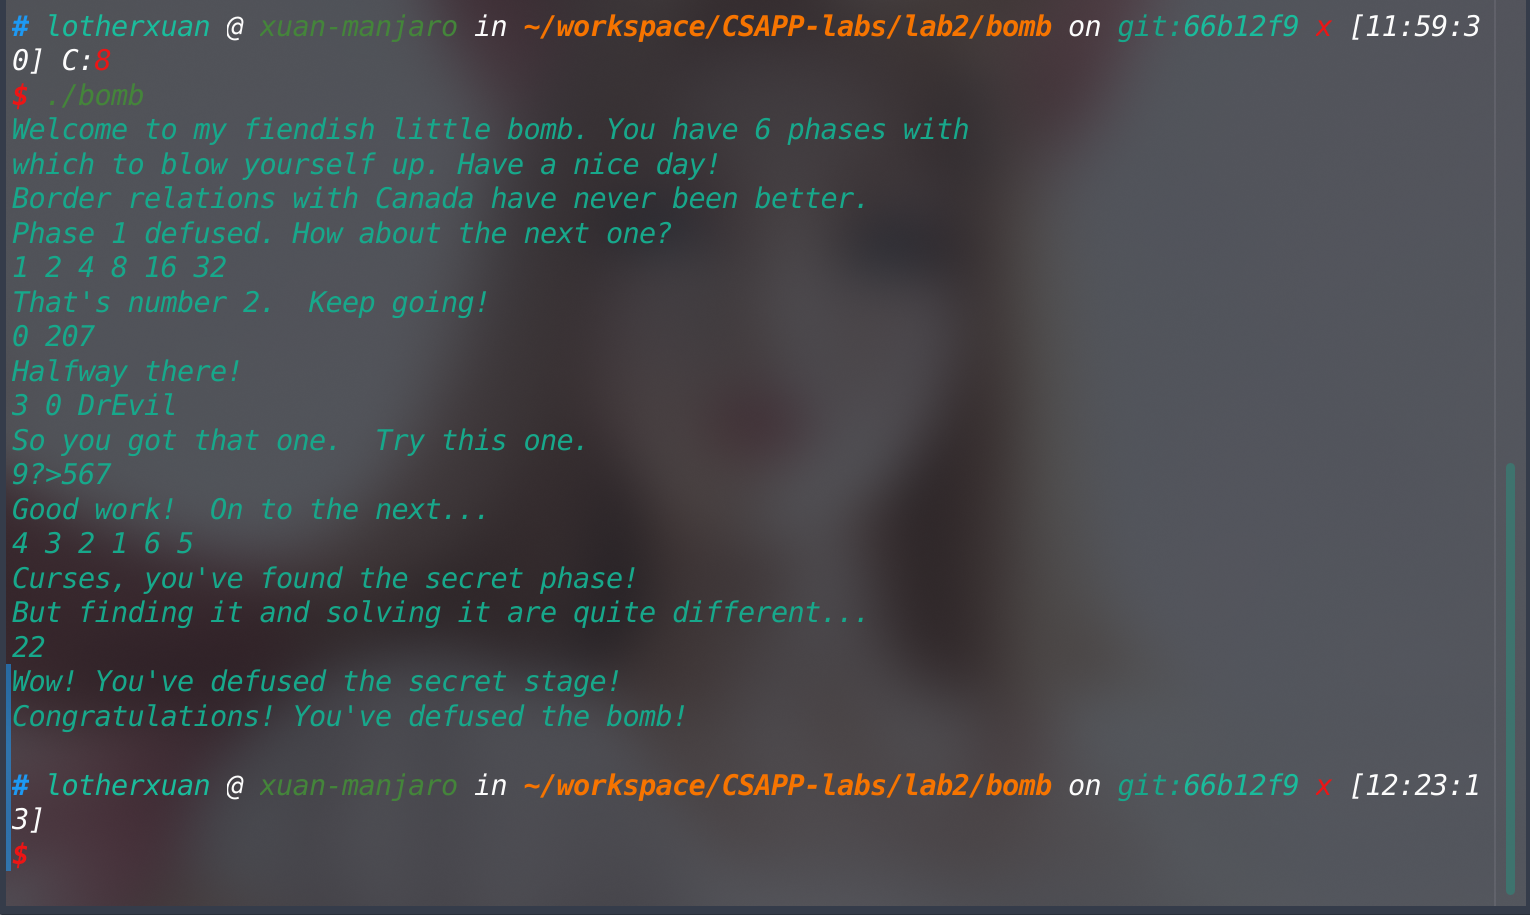 # lotherxuan @ xuan-manjaro in ~/workspace/CSAPP-labs/lab2/bomb on git:66b12f9 x [11:59:3
0] C:8
$ ./bomb
Welcome to my fiendish little bomb. You have 6 phases with
which to blow yourself up. Have a nice day!
Border relations with Canada have never been better.
Phase 1 defused. How about the next one?
1 2 4 8 16 32
That's number 2.  Keep going!
0 207
Halfway there!
3 0 DrEvil
So you got that one.  Try this one.
9?>567
Good work!  On to the next...
4 3 2 1 6 5
Curses, you've found the secret phase!
But finding it and solving it are quite different...
22
Wow! You've defused the secret stage!
Congratulations! You've defused the bomb!
# lotherxuan @ xuan-manjaro in ~/workspace/CSAPP-labs/lab2/bomb on git:66b12f9 x [12:23:1
3]
$